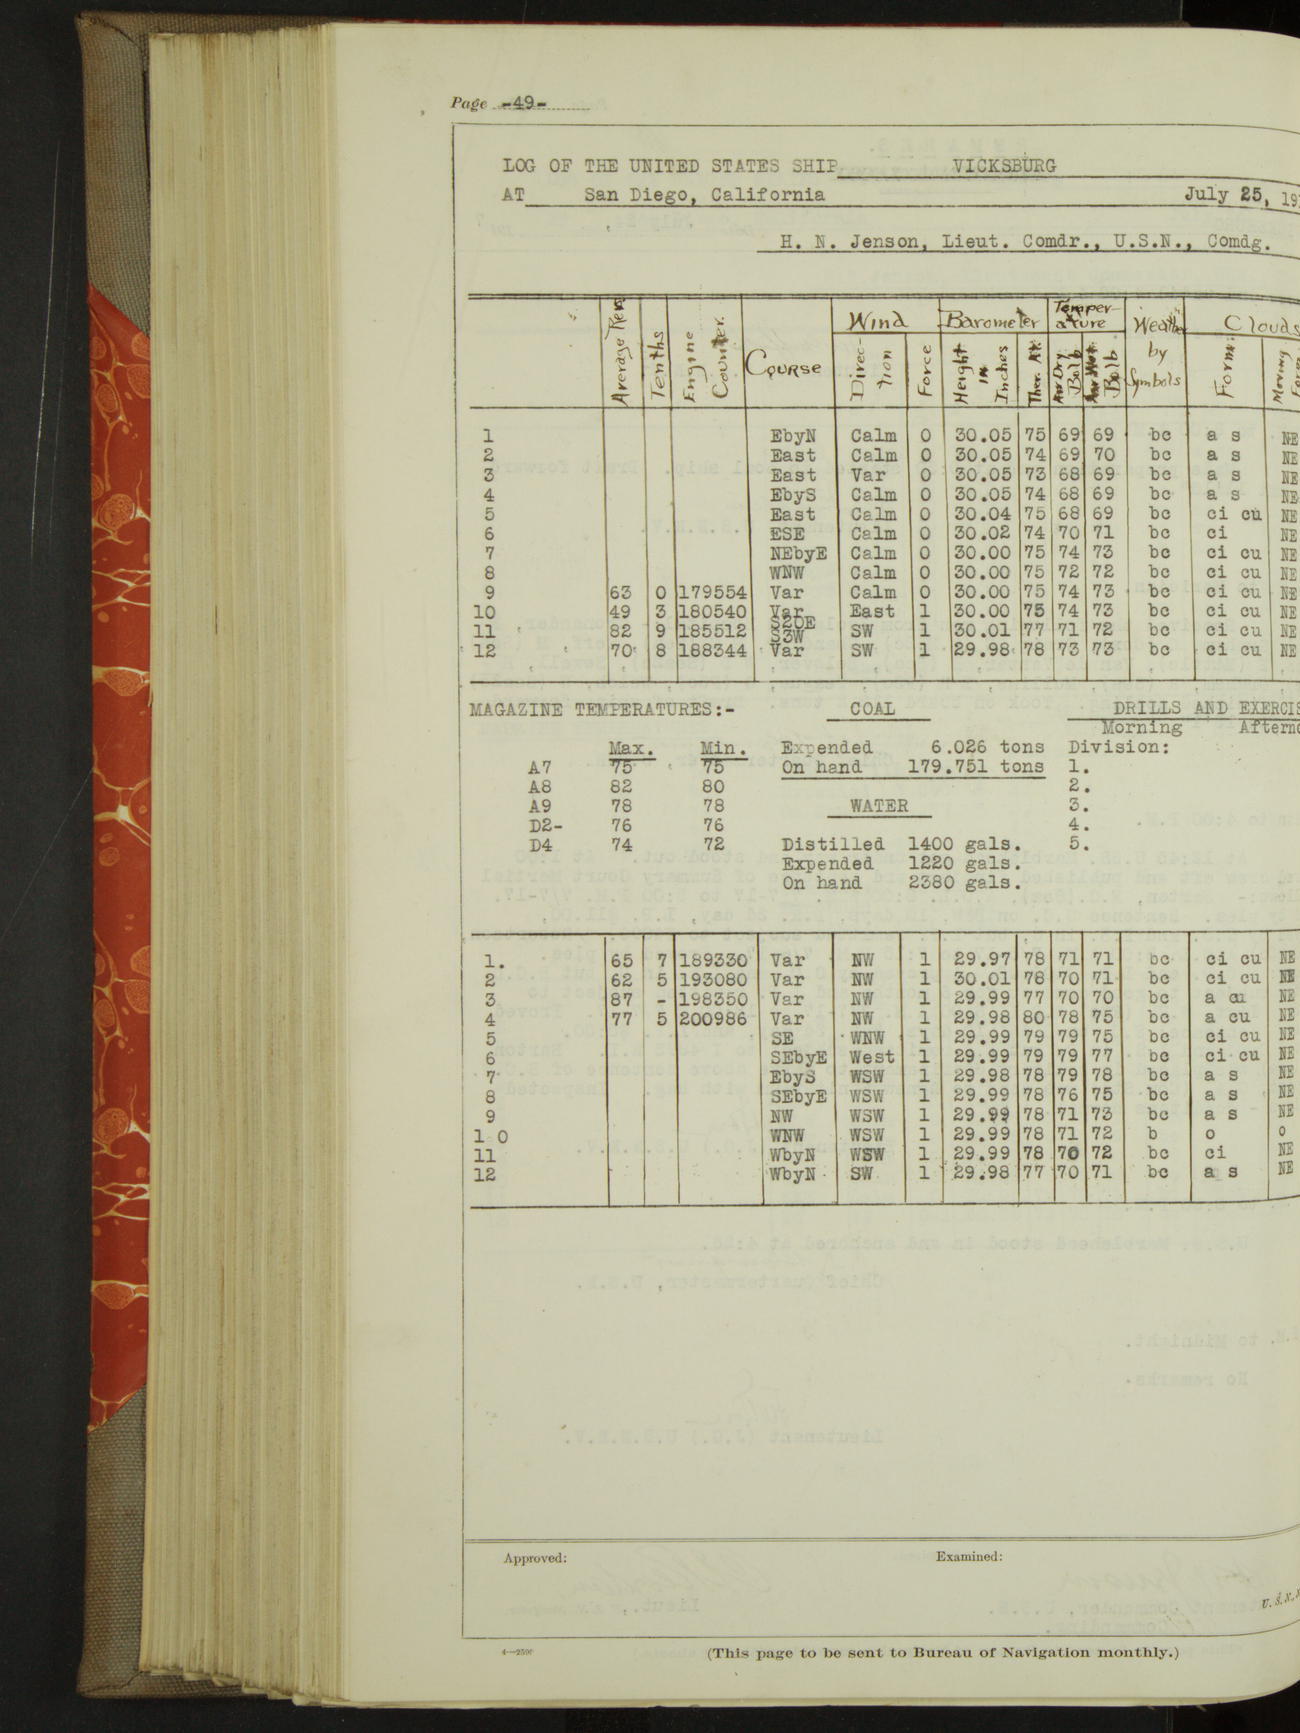 Page -49-
LOG OF THE UNITED STATES SHIP VICKSBURG
AT San Diego, California July 25, 19
H. N. Jenson, Lieut. Comdr., U.S.N., Comdg.
Average Rev. Tenths Engine Counter. Course Wind Direction Force Barometer Height in Inches Ther. At. Temperature Air Dry Bulb Air Wet Bulb Weather by Symbols Clouds Form Moving From
1 EbyN Calm 0 30.05 75 69 69 bc a s NE
2 East Calm 0 30.05 74 69 70 bc a s NE
3 East Var 0 30.05 73 68 69 bc a s NE
4 EbyS Calm 0 30.05 74 68 69 bc a s NE
5 East Calm 0 30.04 75 68 69 bc ci cu NE
6 ESE Calm 0 30.02 74 70 71 bc ci NE
7 NEbyE Calm 0 30.00 75 74 73 bc ci cu NE
8 WNW Calm 0 30.00 75 72 72 bc ci cu NE
9 63 0 179554 Var Calm 0 30.00 75 74 73 bc ci cu NE
10 49 3 180540 Var East 1 30.00 75 74 73 bc ci cu NE
S20E
11 82 9 185512 S3W SW 1 30.01 77 71 72 bc ci cu NE
12 70 8 188344 Var SW 1 29.98 78 73 73 bc ci cu NE
MAGAZINE TEMPERATURES:- COAL DRILLS AND EXERCIS
Morning Afterno
Max. Min. Expended 6.026 tons Division:
A7 75 75 On hand 179.751 tons 1.
A8 82 80 2.
A9 78 78 WATER 3.
D2- 76 76 4.
D4 74 72 Distilled 1400 gals. 5.
Expended 1220 gals.
On hand 2380 gals.
1. 65 7 189330 Var NW 1 29.97 78 71 71 bc ci cu NE
2 62 5 193080 Var NW 1 30.01 78 70 71 bc ci cu NE
3 87 - 198350 Var NW 1 29.99 77 70 70 bc a cu NE
4 77 5 200986 Var NW 1 29.98 80 78 75 bc a cu NE
5 SE WNW 1 29.99 79 79 75 bc ci cu NE
6 SEbyE West 1 29.99 79 79 77 bc ci cu NE
7 EbyS WSW 1 29.98 78 79 78 bc a s NE
8 SEbyE WSW 1 29.99 78 76 75 bc a s NE
9 NW WSW 1 29.99 78 71 73 bc a s NE
1 0 WNW WSW 1 29.99 78 71 72 b o o
11 WbyN WSW 1 29.99 78 70 72 bc ci NE
12 WbyN SW 1 29.98 77 70 71 bc a s NE
Approved: Examined:
U. S. N.
(This page to be sent to Bureau of Navigation monthly.)